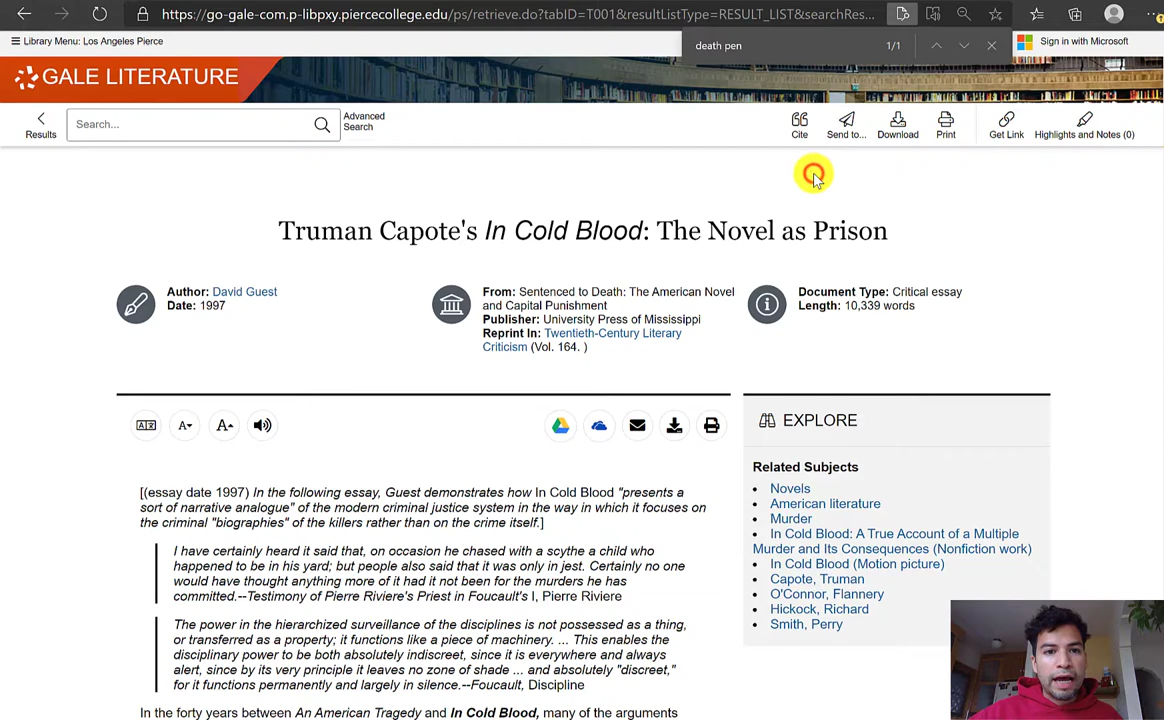 https://go-gale-com.p-libpxy.piercecollege.edu/ps/retrieve.do?tabID=T001&resultListType=RESULT_LIST&searchRes...
Library Menu: Los Angeles Pierce
death pen
1/1
Sign in with Microsoft
GALE LITERATURE
Results
Search...
Advanced
Search
Cite
Send to...
Download
Print
Get Link
Highlights and Notes (0)
Truman Capote's In Cold Blood: The Novel as Prison
Author: David Guest
Date: 1997
From: Sentenced to Death: The American Novel
and Capital Punishment
Publisher: University Press of Mississippi
Reprint In: Twentieth-Century Literary
Criticism (Vol. 164. )
Document Type: Critical essay
Length: 10,339 words
A
A
EXPLORE
Related Subjects
• Novels
• American literature
• Murder
• In Cold Blood: A True Account of a Multiple
Murder and Its Consequences (Nonfiction work)
• In Cold Blood (Motion picture)
• Capote, Truman
• O'Connor, Flannery
• Hickock, Richard
• Smith, Perry
[(essay date 1997) In the following essay, Guest demonstrates how In Cold Blood "presents a
sort of narrative analogue" of the modern criminal justice system in the way in which it focuses on
the criminal "biographies" of the killers rather than on the crime itself.]
I have certainly heard it said that, on occasion he chased with a scythe a child who
happened to be in his yard; but people also said that it was only in jest. Certainly no one
would have thought anything more of it had it not been for the murders he has
committed.--Testimony of Pierre Riviere's Priest in Foucault's I, Pierre Riviere
The power in the hierarchized surveillance of the disciplines is not possessed as a thing,
or transferred as a property; it functions like a piece of machinery. ... This enables the
disciplinary power to be both absolutely indiscreet, since it is everywhere and always
alert, since by its very principle it leaves no zone of shade ... and absolutely "discreet,"
for it functions permanently and largely in silence.--Foucault, Discipline
In the forty years between An American Tragedy and In Cold Blood, many of the arguments